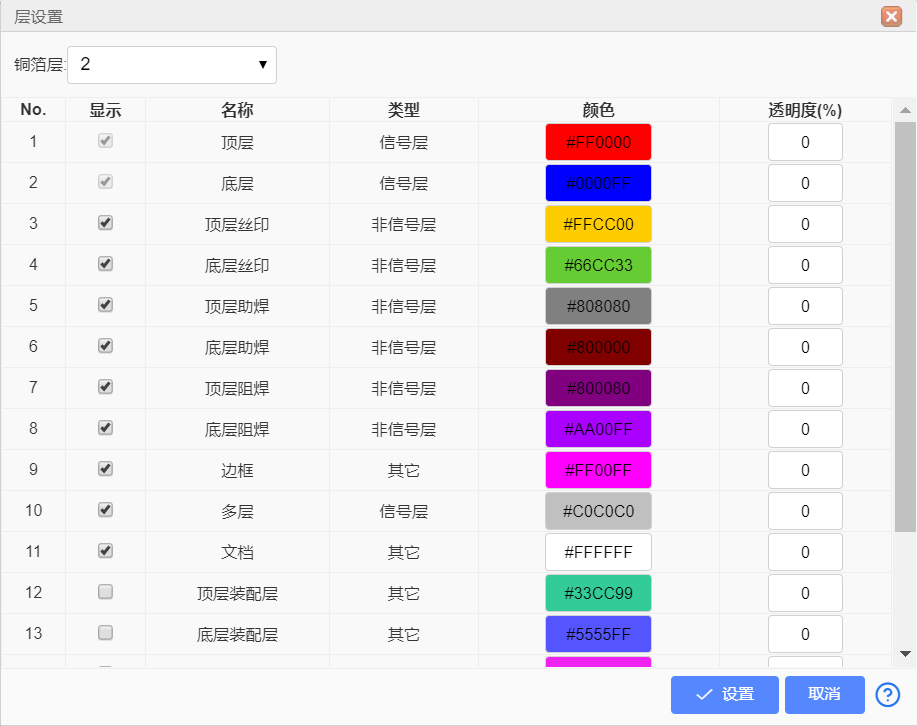 层设置
铜箔层: 2
No. 显示 名称 类型 颜色 透明度(%)
1 顶层 信号层 #FF0000 0
2 底层 信号层 #0000FF 0
3 顶层丝印 非信号层 #FFCC00 0
4 底层丝印 非信号层 #66CC33 0
5 顶层助焊 非信号层 #808080 0
6 底层助焊 非信号层 #800000 0
7 顶层阻焊 非信号层 #800080 0
8 底层阻焊 非信号层 #AA00FF 0
9 边框 其它 #FF00FF 0
10 多层 信号层 #C0C0C0 0
11 文档 其它 #FFFFFF 0
12 顶层装配层 其它 #33CC99 0
13 底层装配层 其它 #5555FF 0
设置 取消 ?